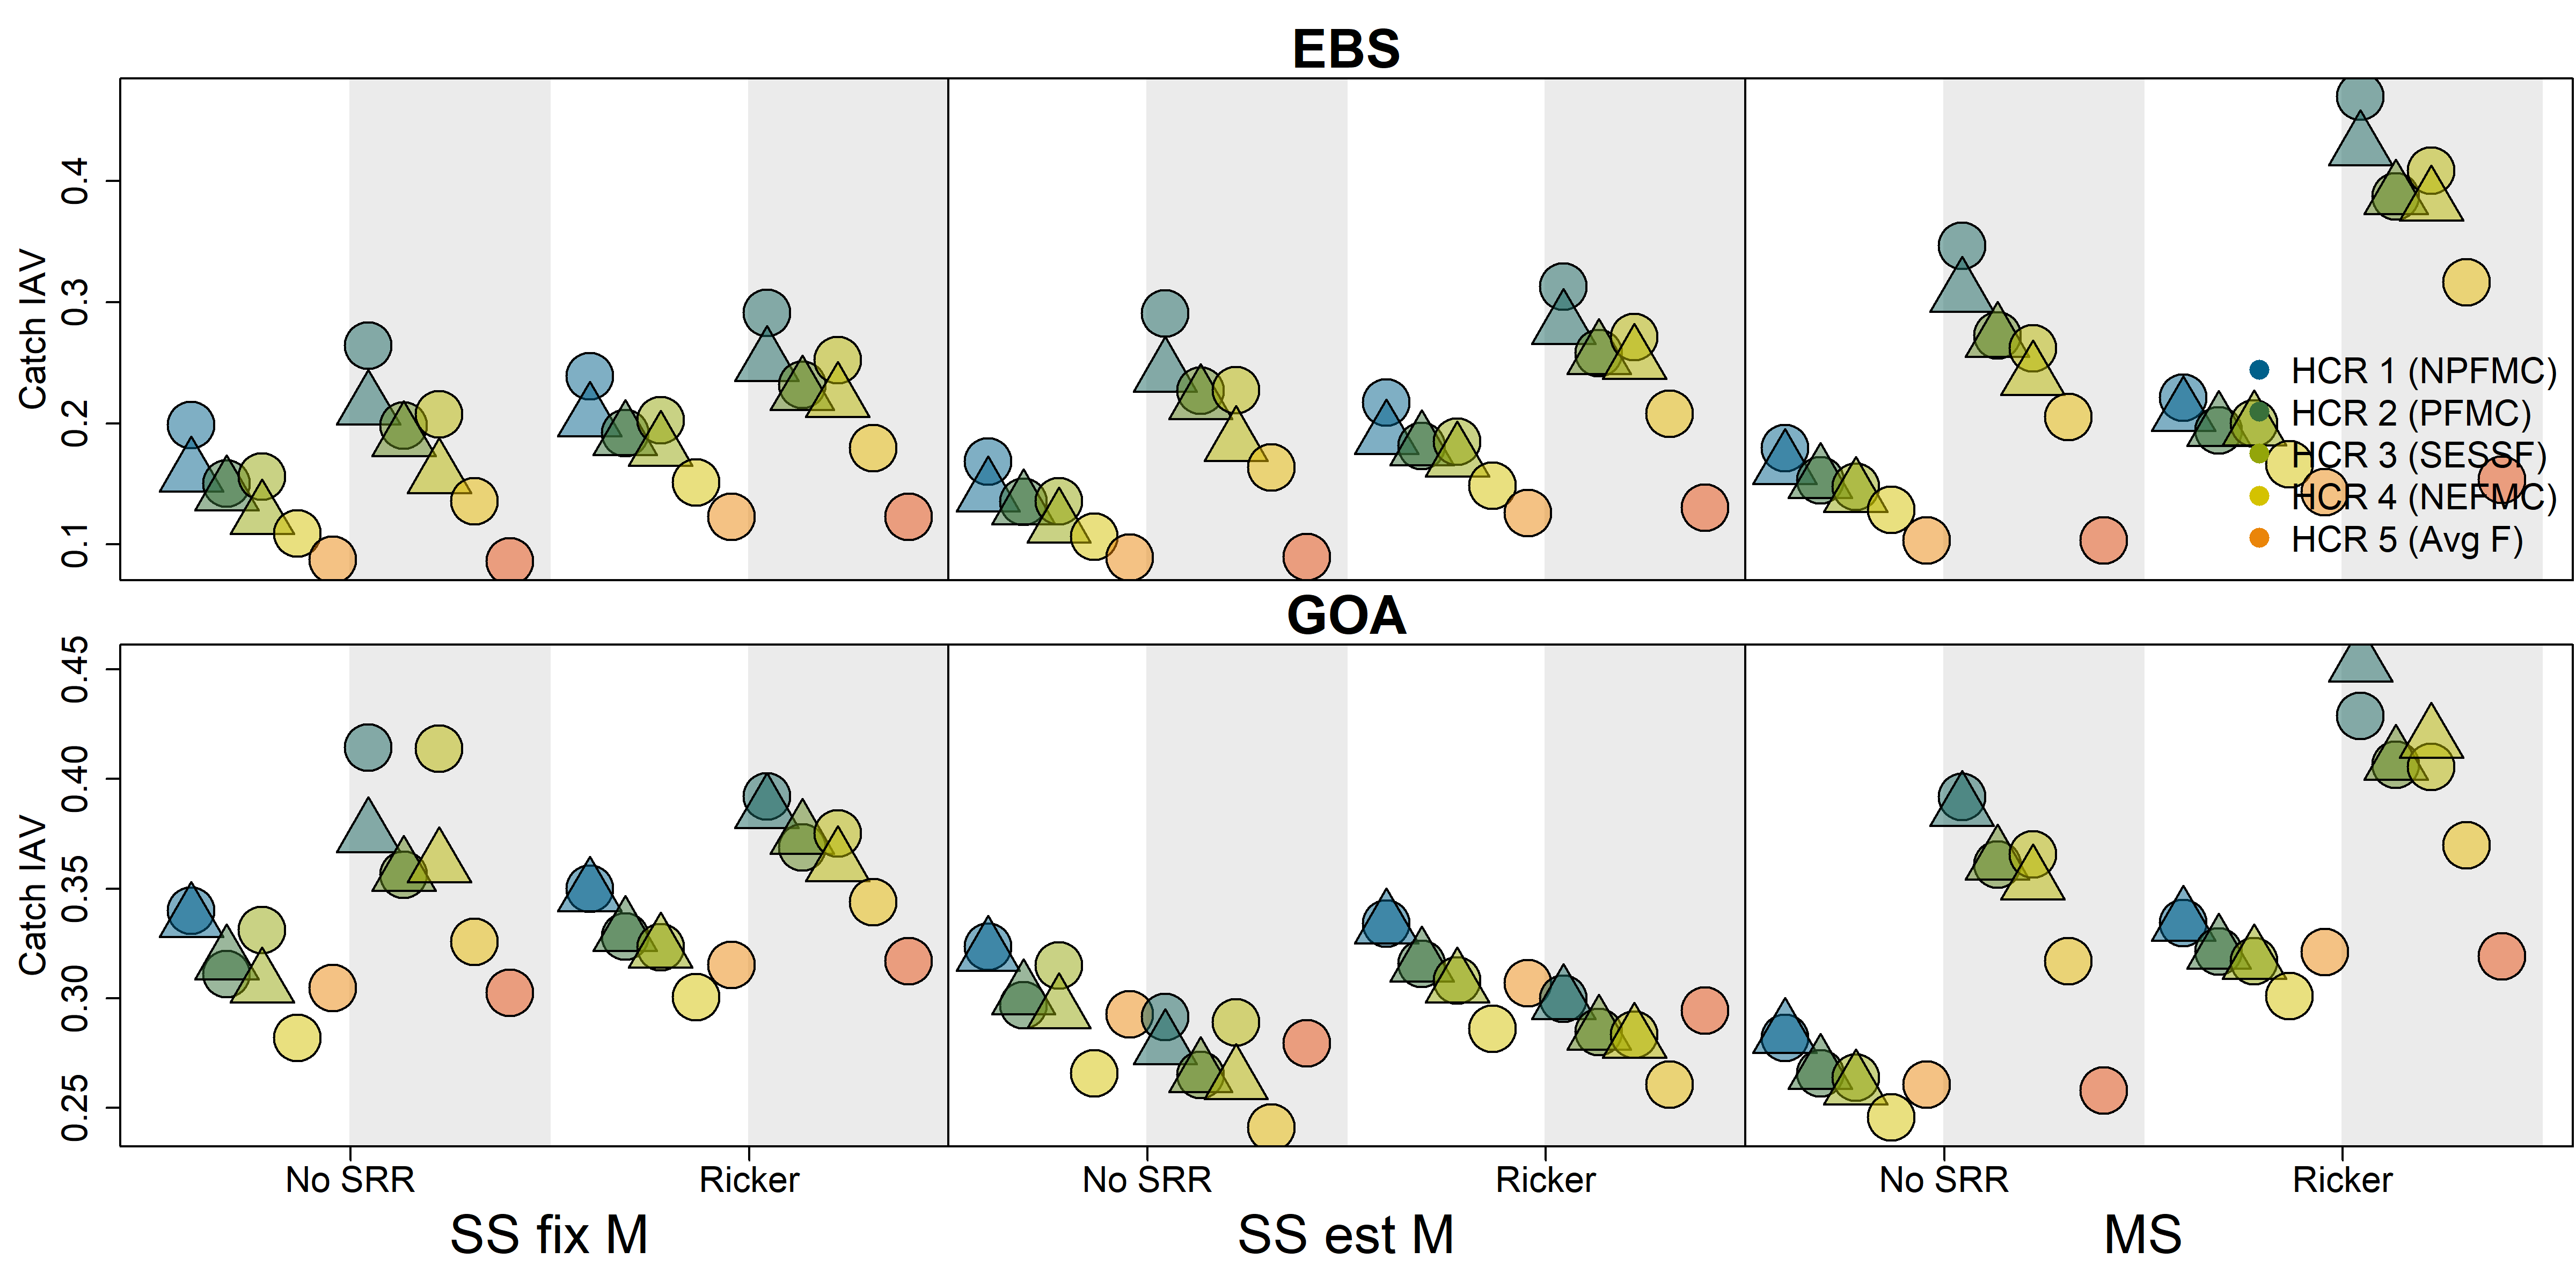 EBS
Catch IAV
0.4
0.3
0.2
0.1
HCR 1 (NPFMC)
HCR 2 (PFMC)
HCR 3 (SESSF)
HCR 4 (NEFMC)
HCR 5 (Avg F)
GOA
Catch IAV
0.45
0.40
0.35
0.30
0.25
No SRR Ricker No SRR Ricker No SRR Ricker
SS fix M SS est M MS